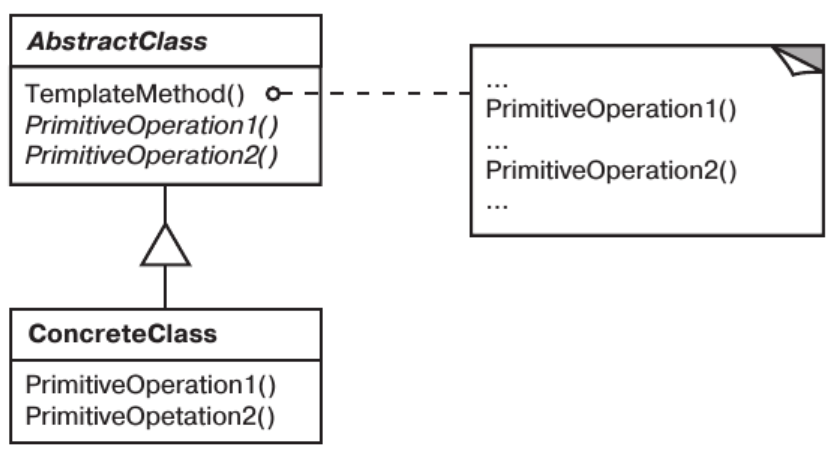 AbstractClass
TemplateMethod()
PrimitiveOperation1()
PrimitiveOperation2()
...
PrimitiveOperation1()
...
PrimitiveOperation2()
...
ConcreteClass
PrimitiveOperation1()
PrimitiveOpetation2()